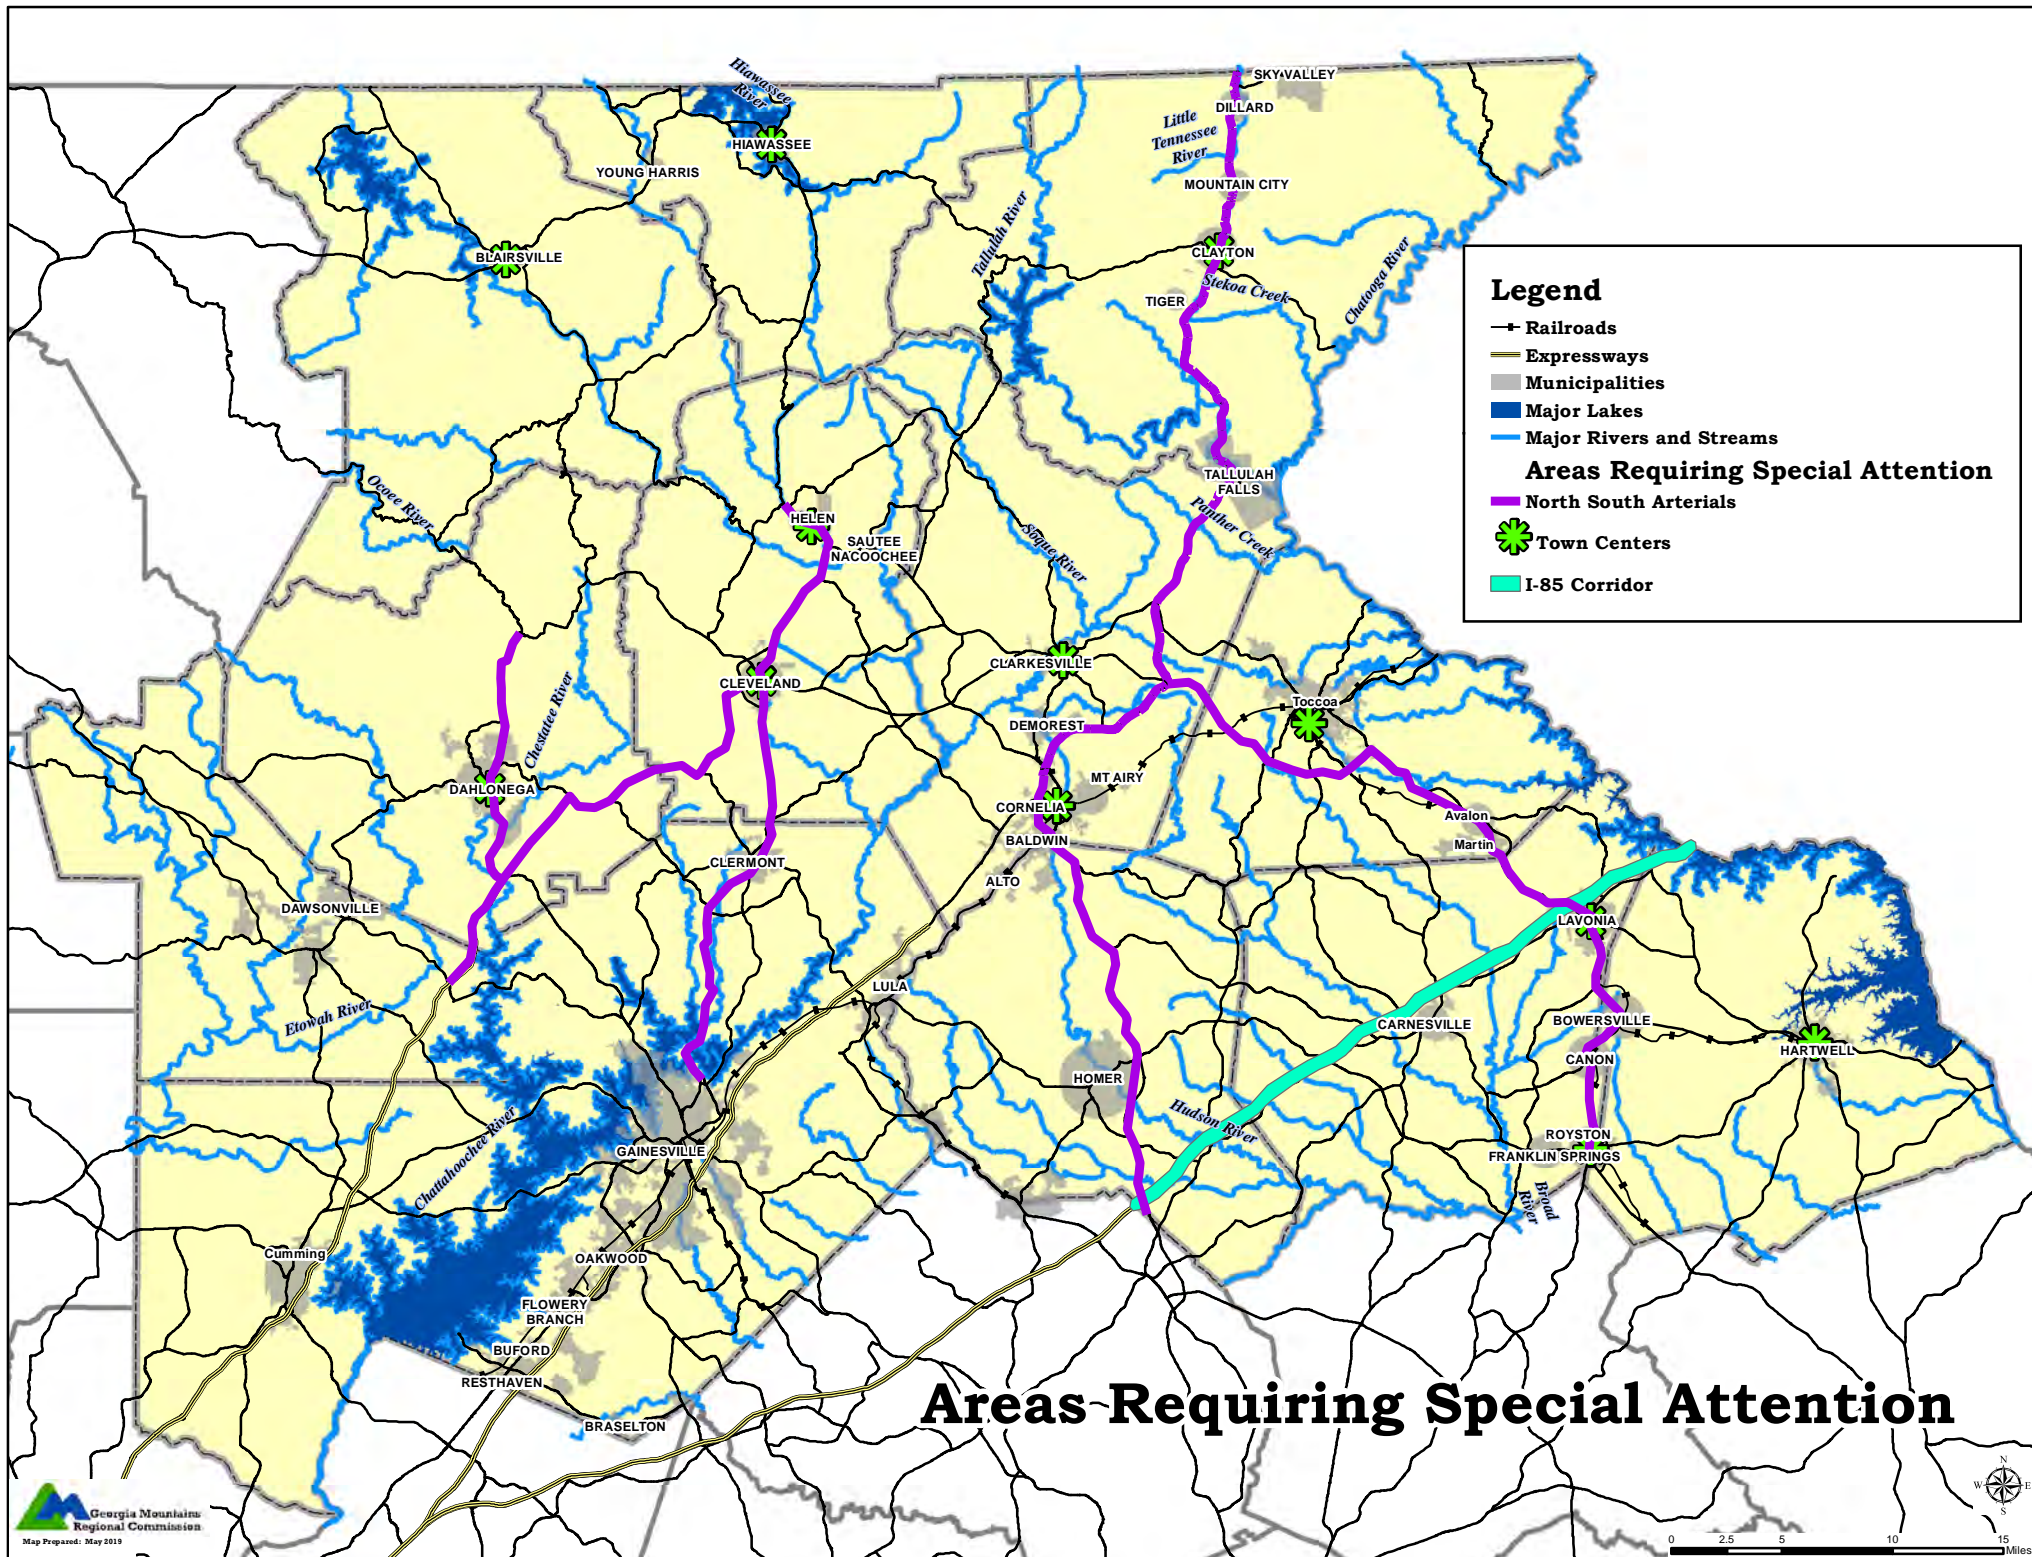 Hiawassee
River
SKY VALLEY
DILLARD
Little
Tennessee
River
HIAWASSEE
YOUNG HARRIS
MOUNTAIN CITY
Tallulah River
BLAIRSVILLE
CLAYTON
Chatooga River
Stekoa Creek
TIGER
Legend
Railroads
Expressways
Municipalities
Major Lakes
Major Rivers and Streams
Areas Requiring Special Attention
North South Arterials
Town Centers
I-85 Corridor
TALLULAH
FALLS
Ocoee River
Panther Creek
HELEN
SAUTEE
NACOOCHEE
Soque River
CLARKESVILLE
CLEVELAND
Chestatee River
Toccoa
DEMOREST
MT AIRY
DAHLONEGA
CORNELIA
Avalon
BALDWIN
Martin
CLERMONT
ALTO
DAWSONVILLE
LAVONIA
LULA
Etowah River
CARNESVILLE
BOWERSVILLE
HARTWELL
CANON
HOMER
Hudson River
Chattahoochee River
ROYSTON
GAINESVILLE
FRANKLIN SPRINGS
Broad
River
Cumming
OAKWOOD
FLOWERY
BRANCH
BUFORD
RESTHAVEN
BRASELTON
Areas Requiring Special Attention
N
W E
S
Georgia Mountains
Regional Commission
Map Prepared: May 2019
0 2.5 5 10 15
Miles